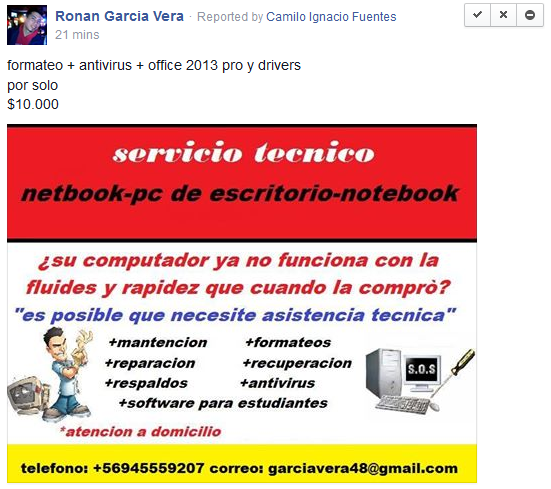 Ronan Garcia Vera · Reported by Camilo Ignacio Fuentes
21 mins
formateo + antivirus + office 2013 pro y drivers
por solo
$10.000
servicio tecnico
netbook-pc de escritorio-notebook
¿su computador ya no funciona con la
fluides y rapidez que cuando la comprò?
"es posible que necesite asistencia tecnica"
+mantencion +formateos
+reparacion +recuperacion
+respaldos +antivirus
+software para estudiantes
S.O.S
*atencion a domicilio
telefono: +56945559207 correo: garciavera48@gmail.com